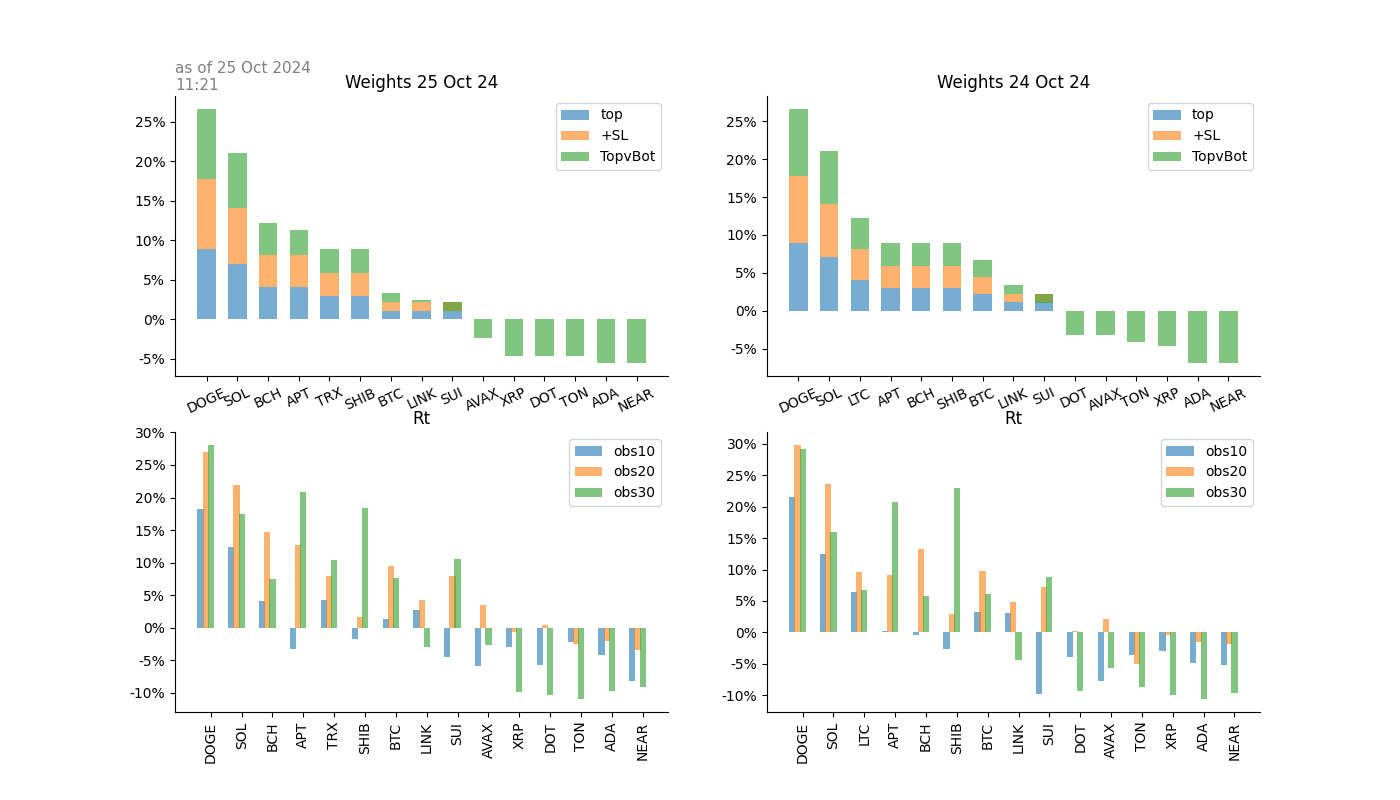 as of 25 Oct 2024
11:21
Weights 25 Oct 24
25%
20%
15%
10%
5%
0%
-5%
top
+SL
TopvBot
DOGE SOL BCH APT TRX SHIB BTC LINK SUI AVAX XRP DOT TON ADA NEAR
Weights 24 Oct 24
25%
20%
15%
10%
5%
0%
-5%
top
+SL
TopvBot
DOGE SOL LTC APT BCH SHIB BTC LINK SUI DOT AVAX TON XRP ADA NEAR
Rt
30%
25%
20%
15%
10%
5%
0%
-5%
-10%
obs10
obs20
obs30
DOGE SOL BCH APT TRX SHIB BTC LINK SUI AVAX XRP DOT TON ADA NEAR
Rt
30%
25%
20%
15%
10%
5%
0%
-5%
-10%
obs10
obs20
obs30
DOGE SOL LTC APT BCH SHIB BTC LINK SUI DOT AVAX TON XRP ADA NEAR